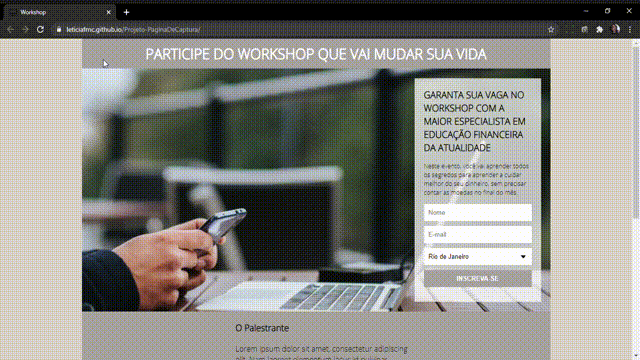 Workshop
leticiafmc.github.io/Projeto-PaginaDeCaptura/
PARTICIPE DO WORKSHOP QUE VAI MUDAR SUA VIDA
GARANTA SUA VAGA NO
WORKSHOP COM A
MAIOR ESPECIALISTA EM
EDUCAÇÃO FINANCEIRA
DA ATUALIDADE
Neste evento, você vai aprender todos
os segredos para aprender a cuidar
melhor do seu dinheiro, sem precisar
contar as moedas no final do mês.
Nome
E-mail
Rio de Janeiro
INSCREVA-SE
O Palestrante
Lorem ipsum dolor sit amet, consectetur adipiscing